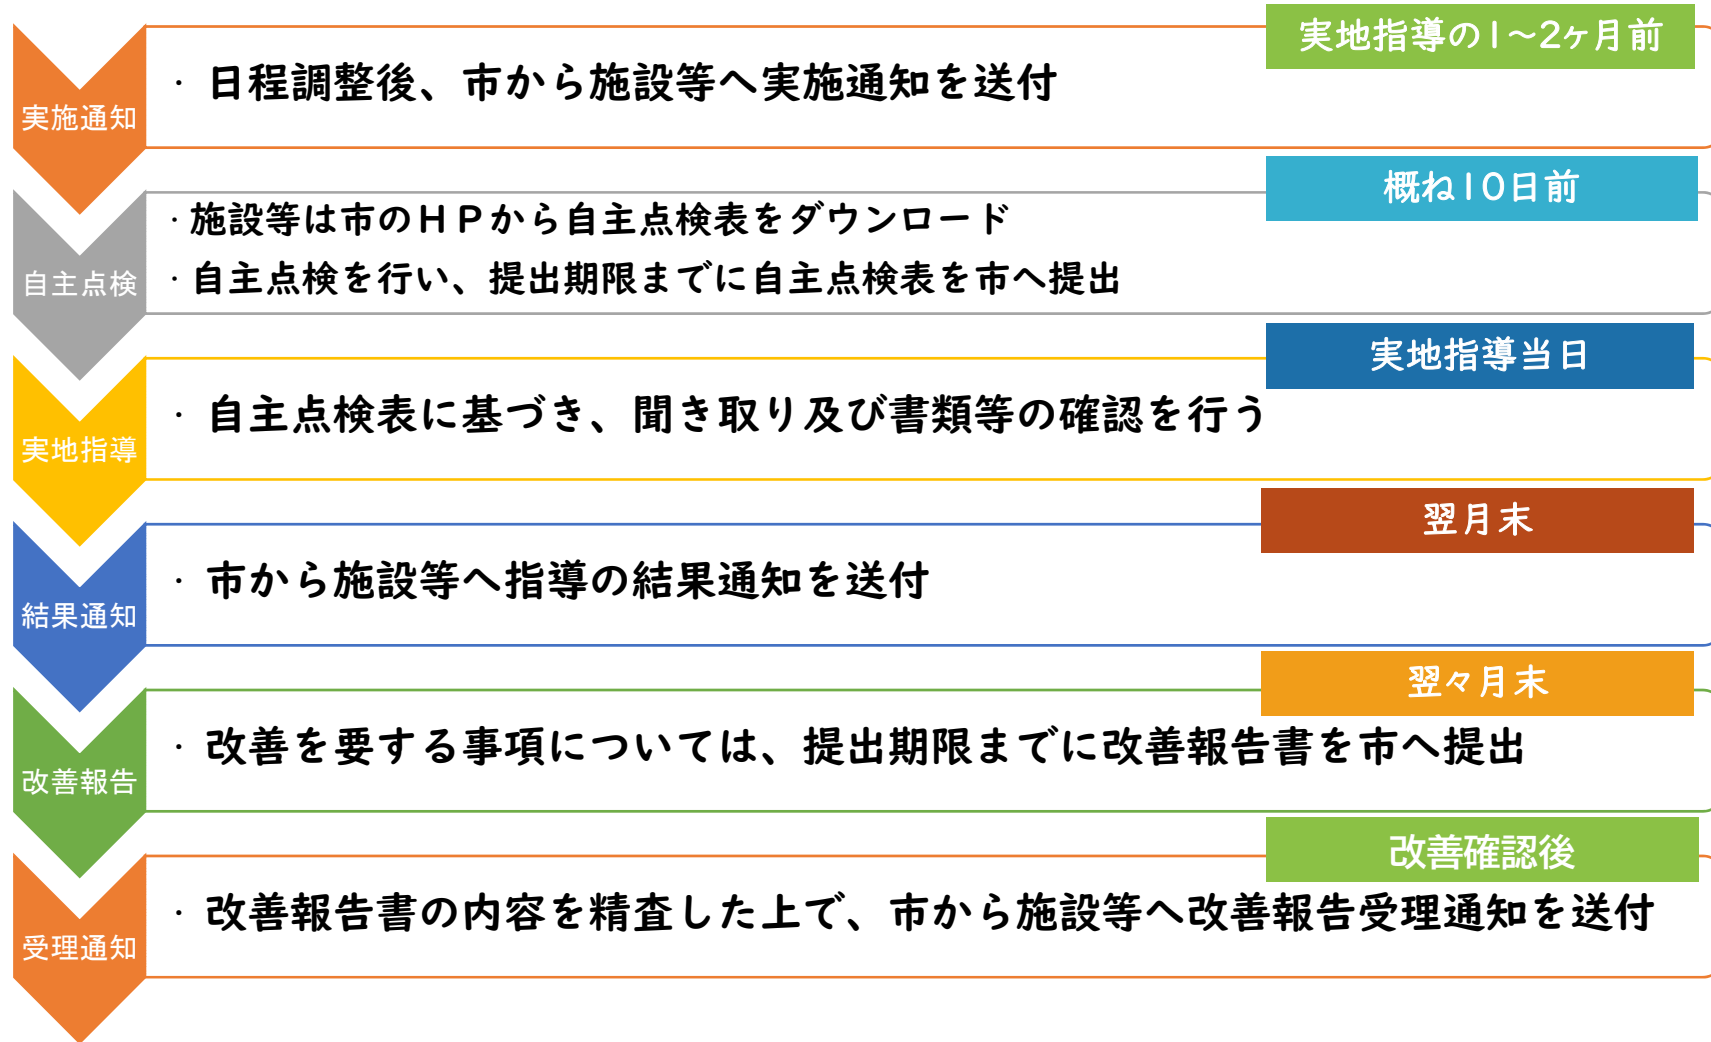 実地指導の1~2ヶ月前
実施通知
・日程調整後、市から施設等へ実施通知を送付
概ね10日前
自主点検
・施設等は市のHPから自主点検表をダウンロード
・自主点検を行い、提出期限までに自主点検表を市へ提出
実地指導当日
実地指導
・自主点検表に基づき、聞き取り及び書類等の確認を行う
翌月末
結果通知
・市から施設等へ指導の結果通知を送付
翌々月末
改善報告
・改善を要する事項については、提出期限までに改善報告書を市へ提出
改善確認後
受理通知
・改善報告書の内容を精査した上で、市から施設等へ改善報告受理通知を送付